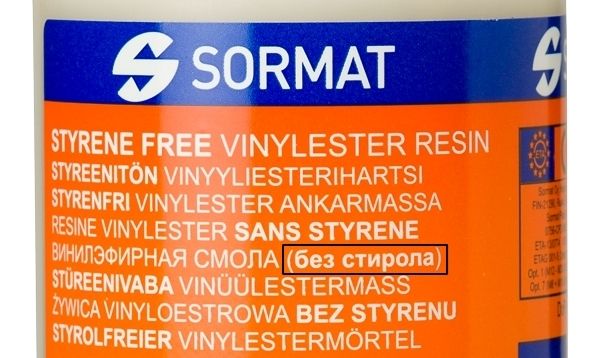 SORMAT
STYRENE FREE VINYLESTER RESIN
STYREENITÖN VINYYLIESTERIHARTSI
STYRENFRI VINYLESTER ANKARMASSA
RESINE VINYLESTER SANS STYRENE
ВИНИЛЭФИРНАЯ СМОЛА (без стирола)
STÜREENIVABA VINÜÜLESTERMASS
ŻYWICA VINYLOESTROWA BEZ STYRENU
STYROLFREIER VINYLESTERMÖRTEL
ETA